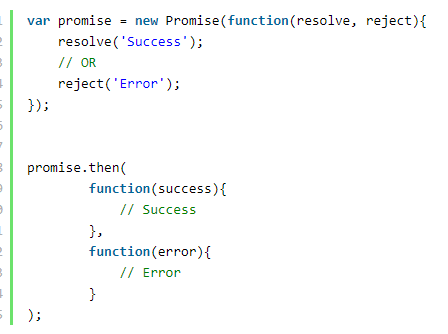 var promise = new Promise(function(resolve, reject){
    resolve('Success');
    // OR
    reject('Error');
});
promise.then(
        function(success){
            // Success
        },
        function(error){
            // Error
        }
);